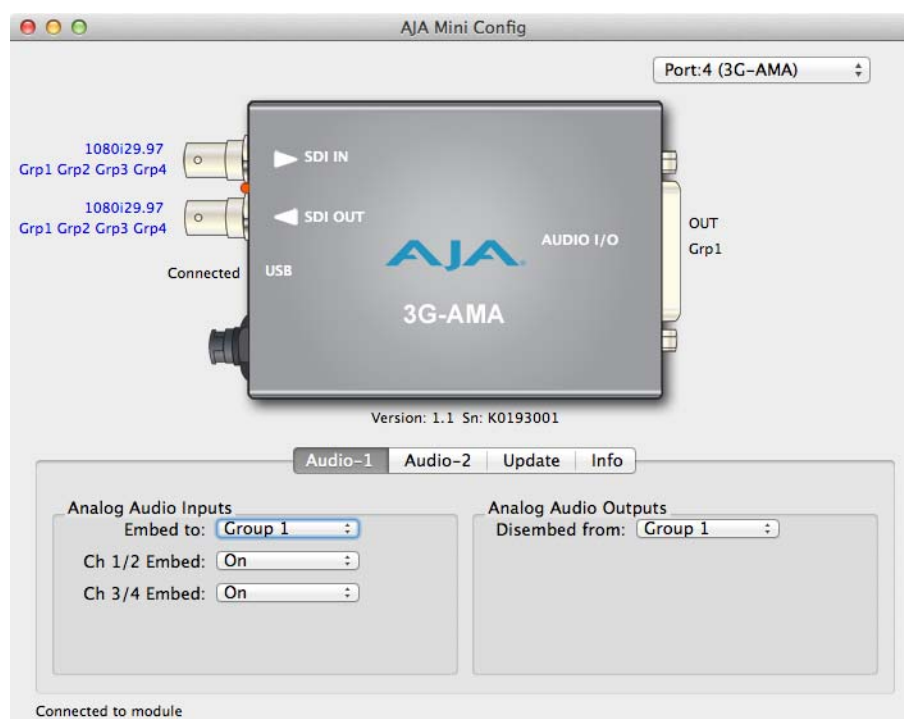 AJA Mini Config
Port:4 (3G-AMA)
1080i29.97
Grp1 Grp2 Grp3 Grp4
SDI IN
1080i29.97
Grp1 Grp2 Grp3 Grp4
SDI OUT
OUT
Grp1
AUDIO I/O
Connected
USB
AJA
3G-AMA
Version: 1.1 Sn: K0193001
Audio-1 Audio-2 Update Info
Analog Audio Inputs
Embed to: Group 1
Ch 1/2 Embed: On
Ch 3/4 Embed: On
Analog Audio Outputs
Disembed from: Group 1
Connected to module